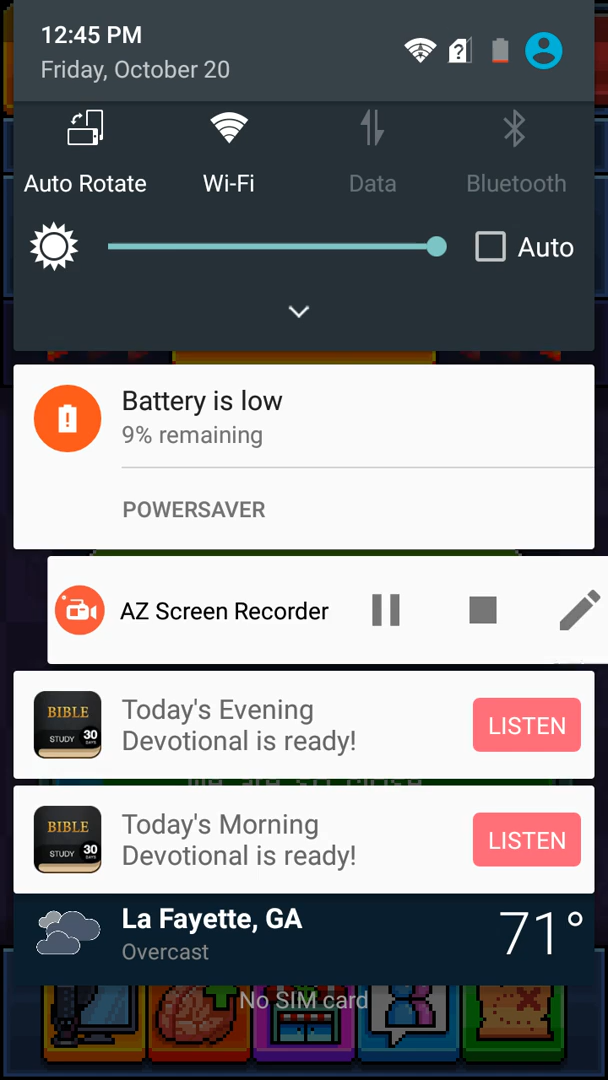 12:45 PM
Friday, October 20
?
Auto Rotate
Wi-Fi
Data
Bluetooth
Auto
Battery is low
9% remaining
POWERSAVER
AZ Screen Recorder
BIBLE
STUDY 30
DAYS
Today's Evening
Devotional is ready!
LISTEN
BIBLE
STUDY 30
DAYS
Today's Morning
Devotional is ready!
LISTEN
La Fayette, GA
Overcast
71°
No SIM card